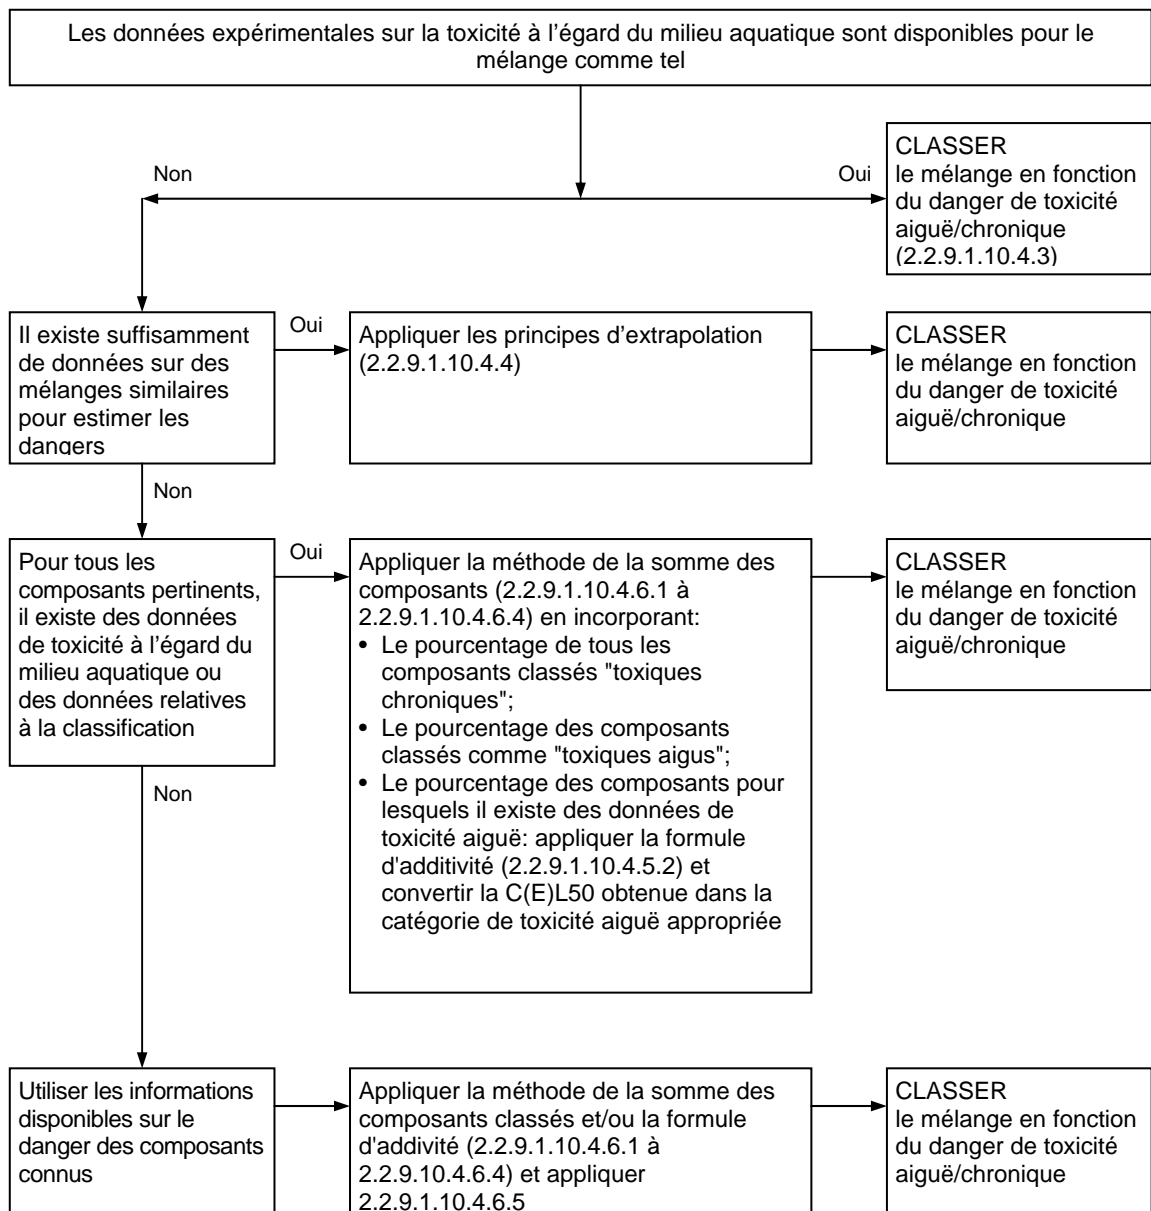 Les données expérimentales sur la toxicité à l'égard du milieu aquatique sont disponibles pour le
mélange comme tel
Non
Oui
CLASSER
le mélange en fonction
du danger de toxicité
aiguë/chronique
(2.2.9.1.10.4.3)
Il existe suffisamment
de données sur des
mélanges similaires
pour estimer les
dangers
Oui
Appliquer les principes d'extrapolation
(2.2.9.1.10.4.4)
CLASSER
le mélange en fonction
du danger de toxicité
aiguë/chronique
Non
Pour tous les
composants pertinents,
il existe des données
de toxicité à l'égard du
milieu aquatique ou
des données relatives
à la classification
Oui
Appliquer la méthode de la somme des
composants (2.2.9.1.10.4.6.1 à
2.2.9.1.10.4.6.4) en incorporant:
• Le pourcentage de tous les
composants classés "toxiques
chroniques";
• Le pourcentage des composants
classés comme "toxiques aigus";
• Le pourcentage des composants pour
lesquels il existe des données de
toxicité aiguë: appliquer la formule
d'additivité (2.2.9.1.10.4.5.2) et
convertir la C(E)L50 obtenue dans la
catégorie de toxicité aiguë appropriée
CLASSER
le mélange en fonction
du danger de toxicité
aiguë/chronique
Non
Utiliser les informations
disponibles sur le
danger des composants
connus
Appliquer la méthode de la somme des
composants classés et/ou la formule
d'addivité (2.2.9.1.10.4.6.1 à
2.2.9.10.4.6.4) et appliquer
2.2.9.1.10.4.6.5
CLASSER
le mélange en fonction
du danger de toxicité
aiguë/chronique